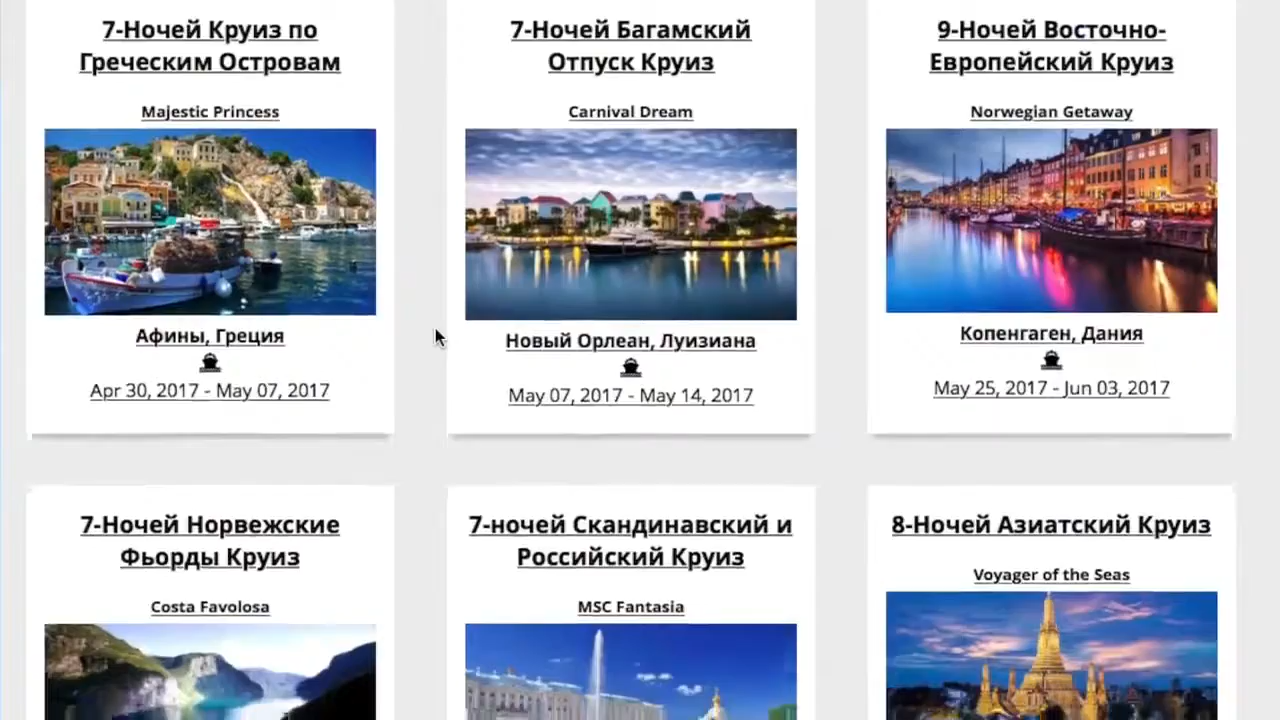 7-Ночей Круиз по
Греческим Островам
Majestic Princess
Афины, Греция
Apr 30, 2017 - May 07, 2017
7-Ночей Багамский
Отпуск Круиз
Carnival Dream
Новый Орлеан, Луизиана
May 07, 2017 - May 14, 2017
9-Ночей Восточно-
Европейский Круиз
Norwegian Getaway
Копенгаген, Дания
May 25, 2017 - Jun 03, 2017
7-Ночей Норвежские
Фьорды Круиз
Costa Favolosa
7-ночей Скандинавский и
Российский Круиз
MSC Fantasia
8-Ночей Азиатский Круиз
Voyager of the Seas